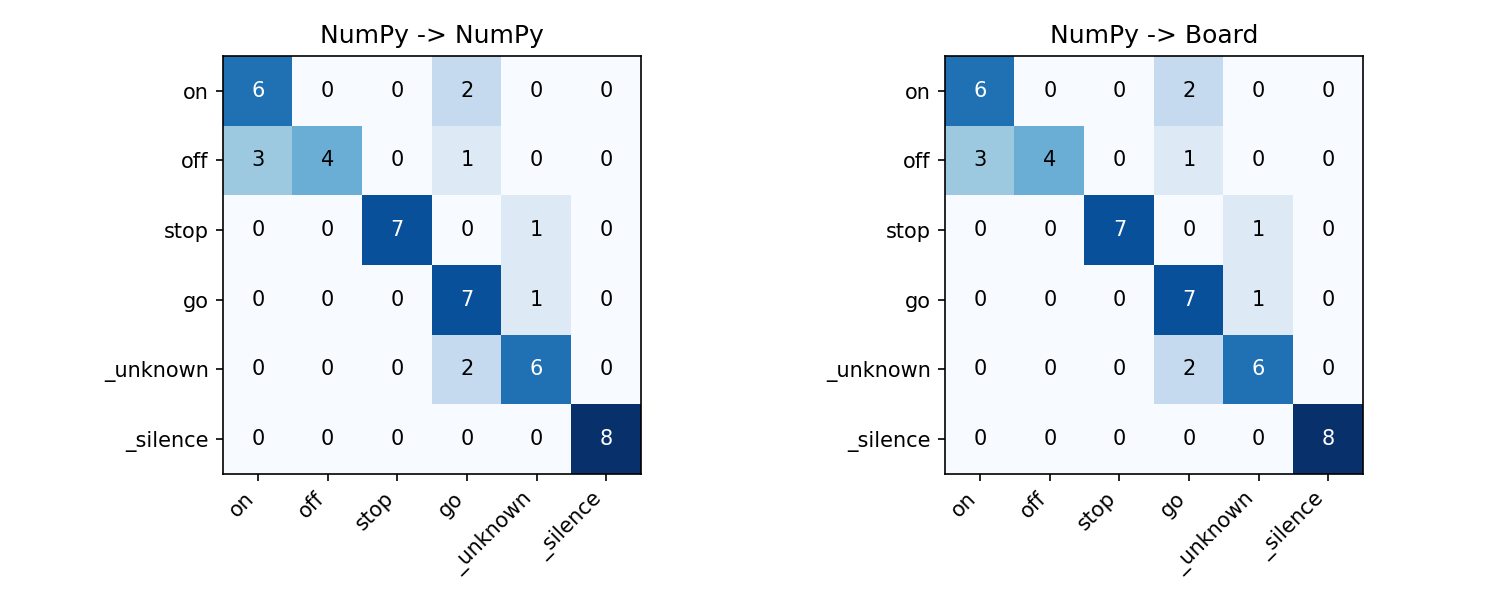 NumPy -> NumPy
on 6 0 0 2 0 0
off 3 4 0 1 0 0
stop 0 0 7 0 1 0
go 0 0 0 7 1 0
_unknown 0 0 0 2 6 0
_silence 0 0 0 0 0 8
on off stop go _unknown _silence
NumPy -> Board
on 6 0 0 2 0 0
off 3 4 0 1 0 0
stop 0 0 7 0 1 0
go 0 0 0 7 1 0
_unknown 0 0 0 2 6 0
_silence 0 0 0 0 0 8
on off stop go _unknown _silence